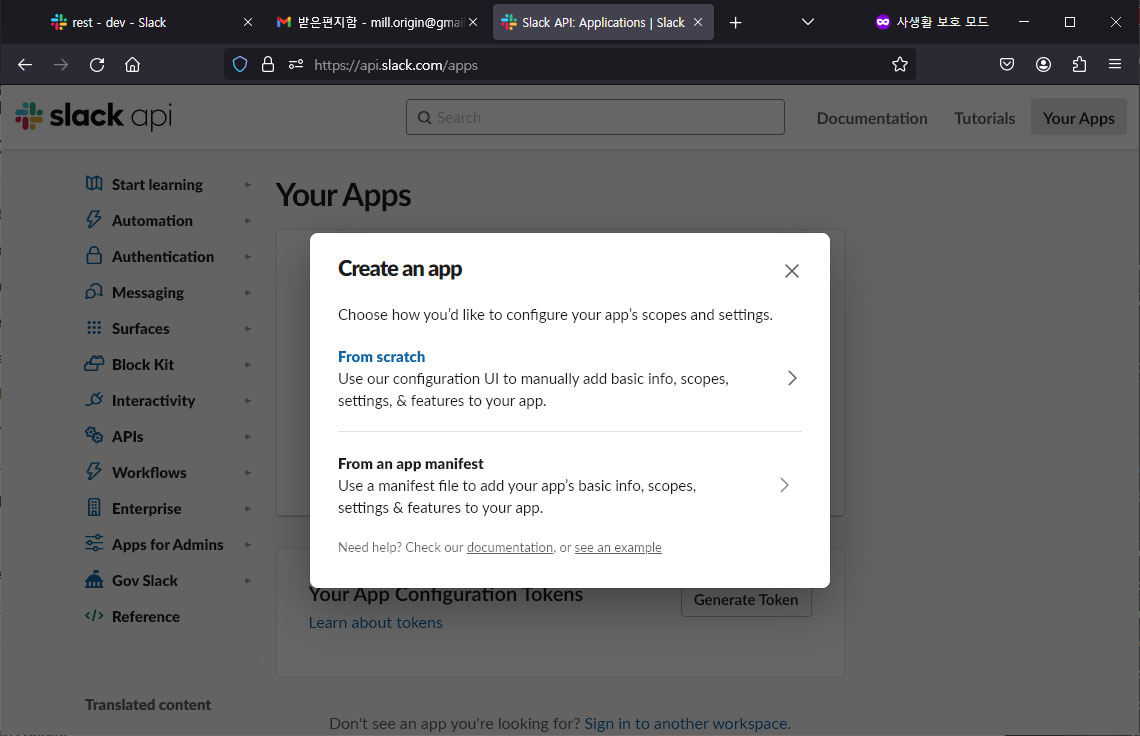 rest - dev - Slack
받은편지함 - mill.origin@gmai
Slack API: Applications | Slack
사생활 보호 모드
https://api.slack.com/apps
slack api
Search
Documentation
Tutorials
Your Apps
Start learning
Automation
Authentication
Messaging
Surfaces
Block Kit
Interactivity
APIs
Workflows
Enterprise
Apps for Admins
Gov Slack
Reference
Translated content
Your Apps
Create an app
Choose how you’d like to configure your app’s scopes and settings.
From scratch
Use our configuration UI to manually add basic info, scopes,
settings, & features to your app.
From an app manifest
Use a manifest file to add your app’s basic info, scopes,
settings & features to your app.
Need help? Check our documentation, or see an example
Your App Configuration Tokens
Generate Token
Learn about tokens
Don't see an app you're looking for? Sign in to another workspace.